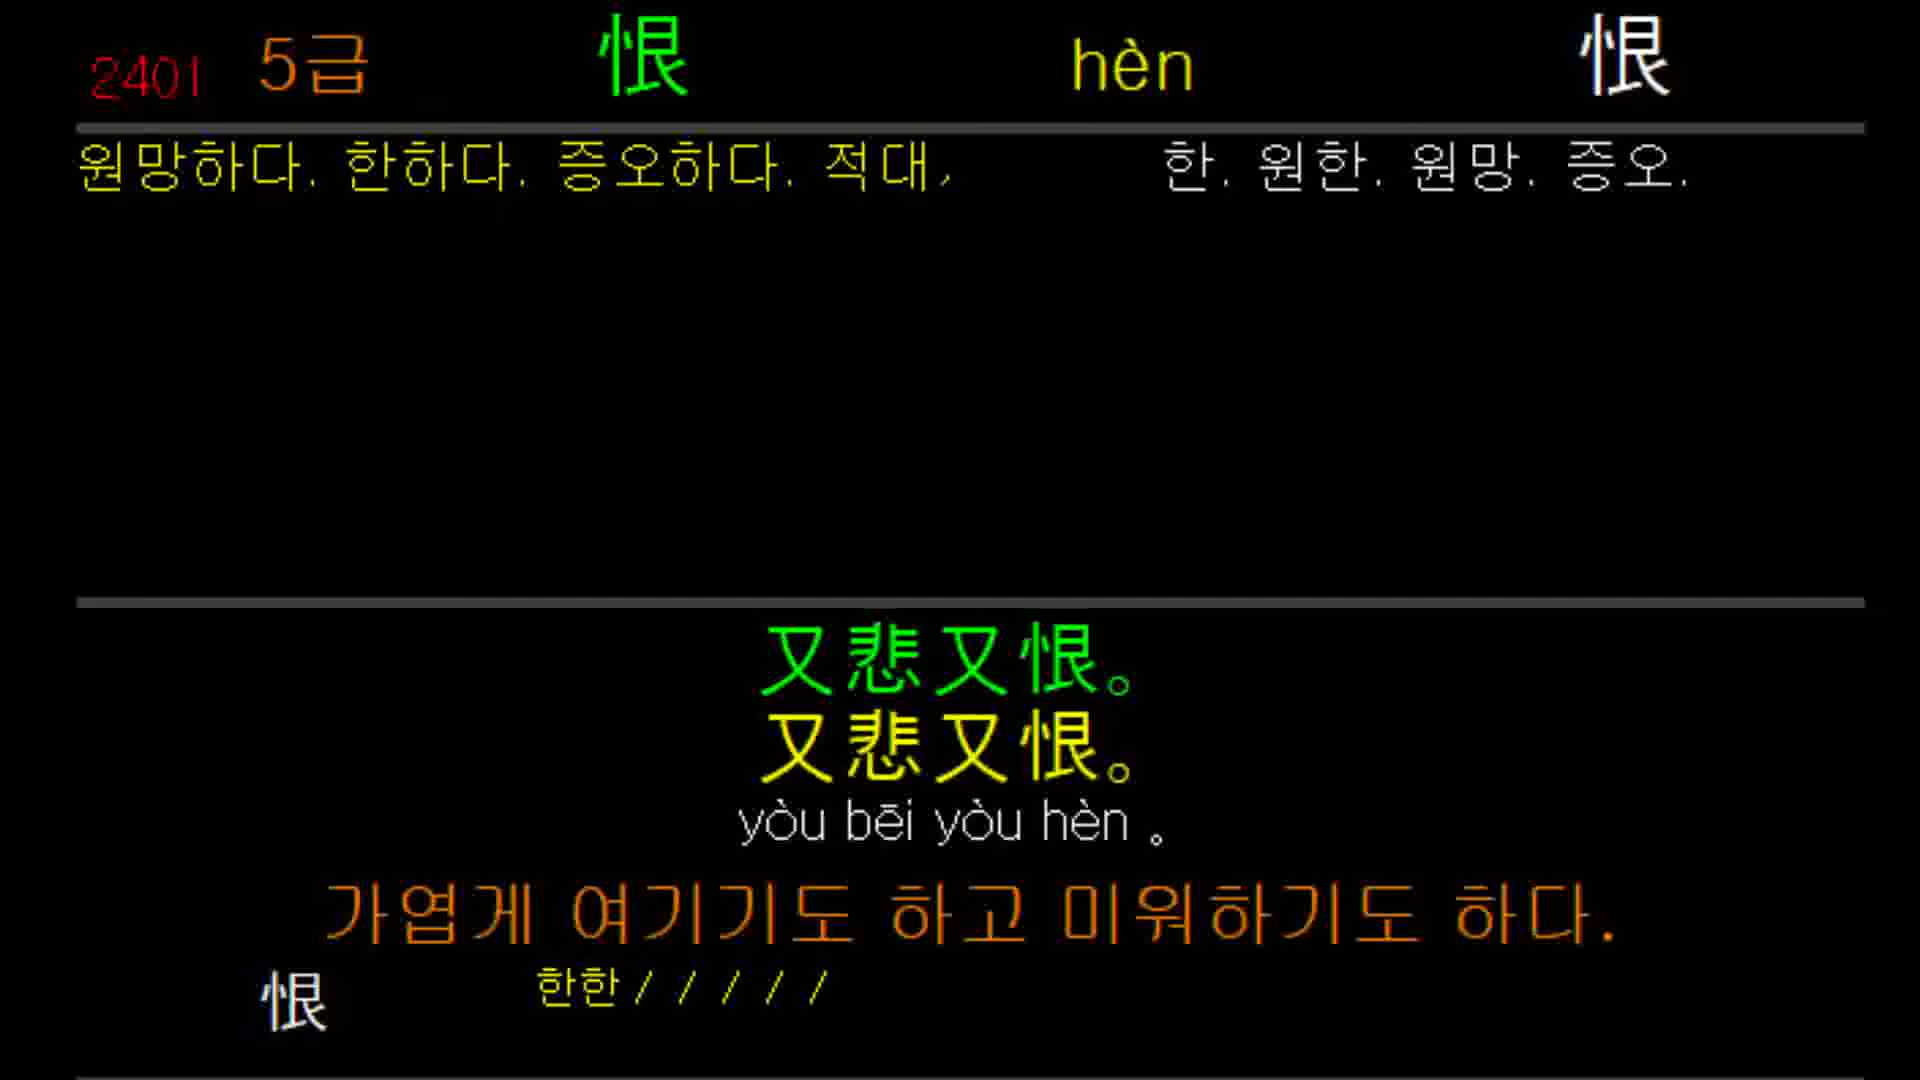 2401 5급 恨 hèn 恨
원망하다. 한하다. 증오하다. 적대, 한. 원한. 원망. 증오.
又悲又恨。
又悲又恨。
yòu bēi yòu hèn 。
가엽게 여기기도 하고 미워하기도 하다.
恨 한한 / / / / /